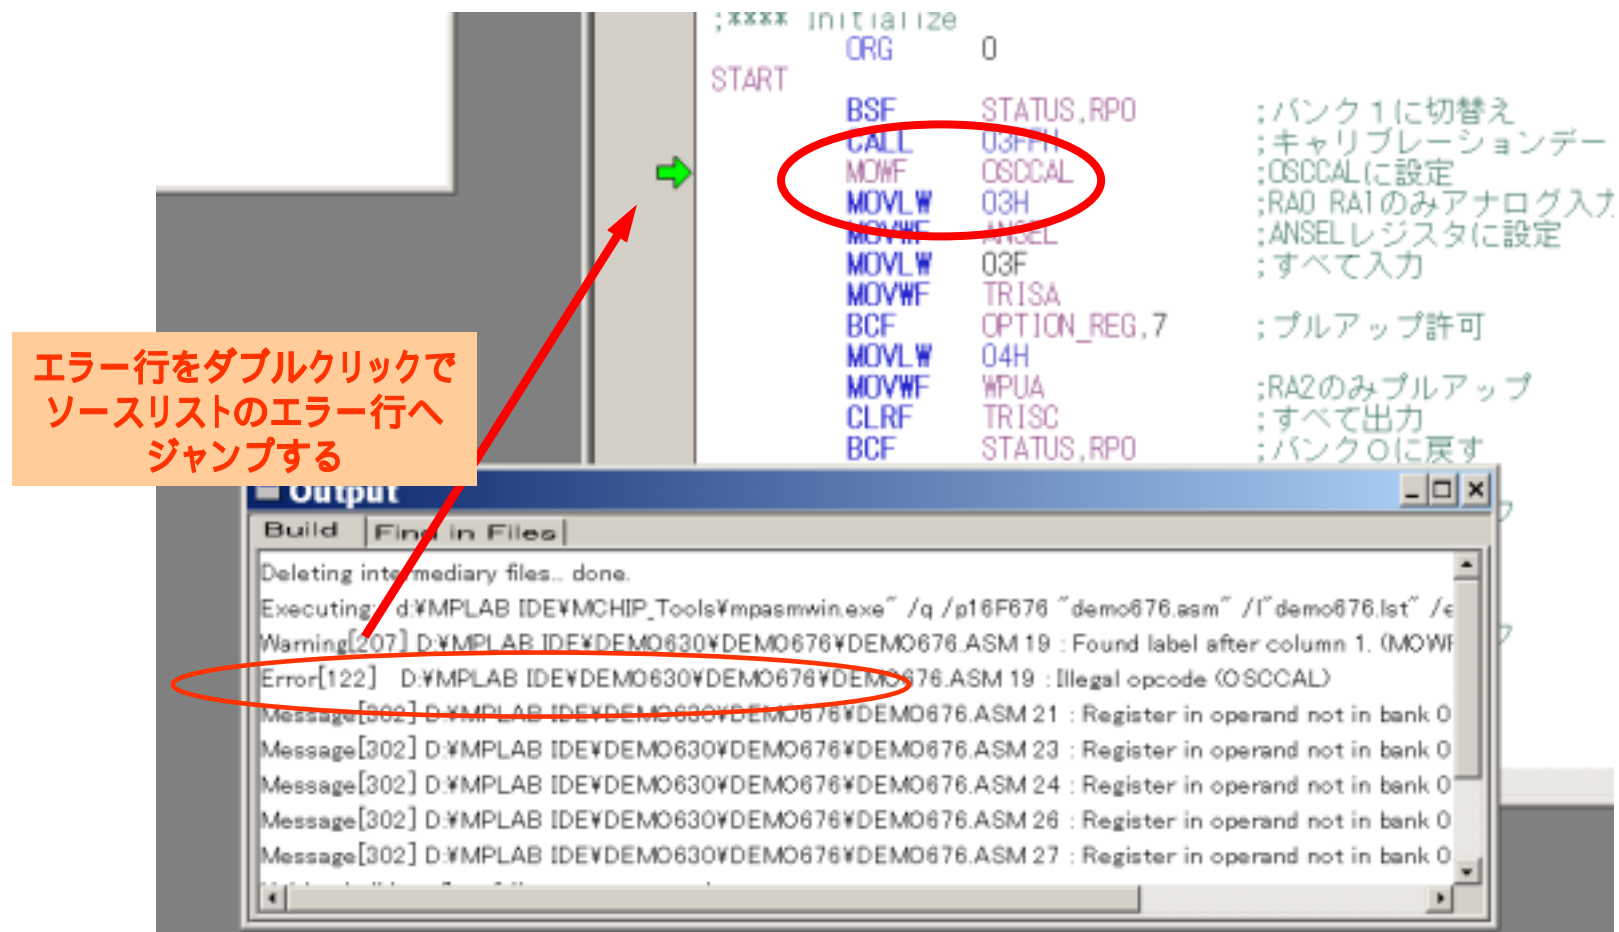 ;**** Initialize
ORG 0
START
BSF STATUS,RP0 ;バンク1に切替え
CALL 03FFH ;キャリブレーションデー
MOWF OSCCAL ;OSCCALに設定
MOVLW 03H ;RA0 RA1のみアナログ入力
MOVWF ANSEL ;ANSELレジスタに設定
MOVLW 03F ;すべて入力
MOVWF TRISA
BCF OPTION_REG,7 ;プルアップ許可
MOVLW 04H
MOVWF WPUA ;RA2のみプルアップ
CLRF TRISC ;すべて出力
BCF STATUS,RP0 ;バンク0に戻す
エラー行をダブルクリックで
ソースリストのエラー行へ
ジャンプする
Output
Build Find in Files
Deleting intermediary files... done.
Executing: "d:¥MPLAB IDE¥MCHIP_Tools¥mpasmwin.exe" /q /p16F676 "demo676.asm" /l"demo676.lst" /e
Warning[207] D:¥MPLAB IDE¥DEMO630¥DEMO676¥DEMO676.ASM 19 : Found label after column 1. (MOWF
Error[122] D:¥MPLAB IDE¥DEMO630¥DEMO676¥DEMO676.ASM 19 : Illegal opcode (OSCCAL)
Message[302] D:¥MPLAB IDE¥DEMO630¥DEMO676¥DEMO676.ASM 21 : Register in operand not in bank 0
Message[302] D:¥MPLAB IDE¥DEMO630¥DEMO676¥DEMO676.ASM 23 : Register in operand not in bank 0
Message[302] D:¥MPLAB IDE¥DEMO630¥DEMO676¥DEMO676.ASM 24 : Register in operand not in bank 0
Message[302] D:¥MPLAB IDE¥DEMO630¥DEMO676¥DEMO676.ASM 26 : Register in operand not in bank 0
Message[302] D:¥MPLAB IDE¥DEMO630¥DEMO676¥DEMO676.ASM 27 : Register in operand not in bank 0